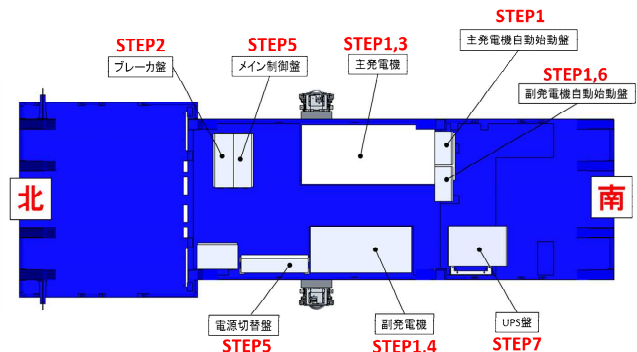 STEP1
主発電機自動始動盤
STEP2
ブレーカ盤
STEP5
メイン制御盤
STEP1,3
主発電機
STEP1,6
副発電機自動始動盤
北
南
電源切替盤
STEP5
副発電機
STEP1,4
UPS盤
STEP7